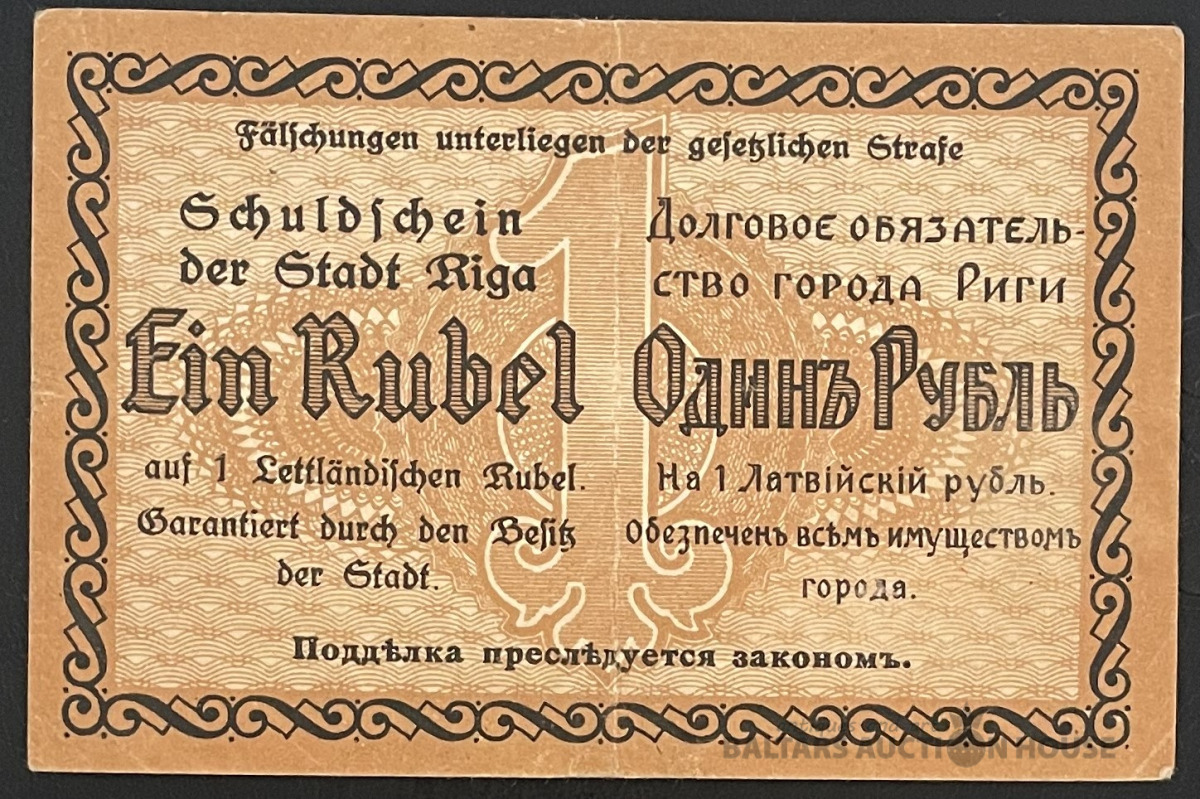 Fälschungen unterliegen der gesetzlichen Strafe
Schuldschein
der Stadt Riga
Ein Rubel
auf 1 Lettländischen Rubel.
Garantiert durch den Besitz
der Stadt.
1
Долговое обязатель-
ство города Риги
Одинъ Рубль
На 1 Латвійскій рубль.
Обезпеченъ всѣмъ имуществомъ
города.
Поддѣлка преслѣдуется закономъ.
BALTARS AUCTION HOUSE